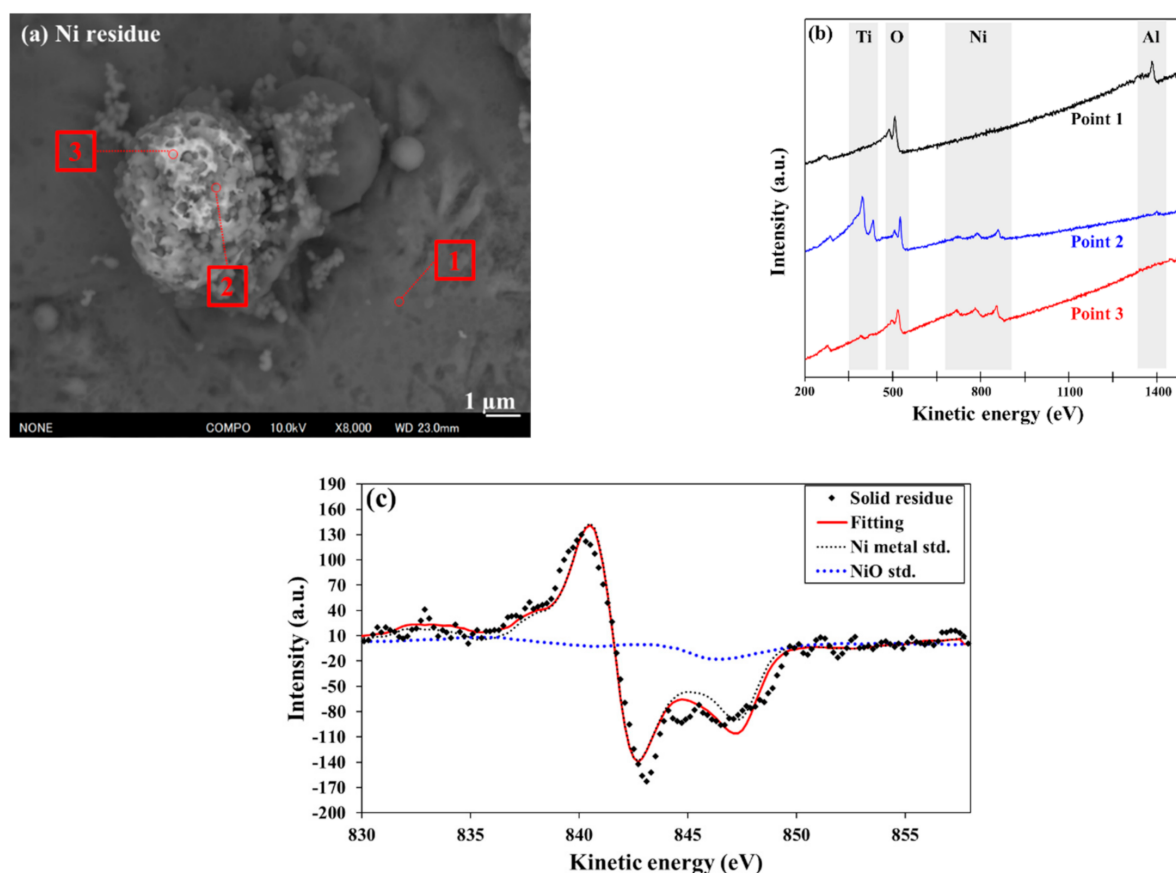 (a) Ni residue
3
2
1
1 μm
NONE COMPO 10.0kV X8,000 WD 23.0mm
(b) Ti O Ni Al
Point 1
Point 2
Point 3
Intensity (a.u.)
200 500 800 1100 1400
Kinetic energy (eV)
(c)
Solid residue
Fitting
Ni metal std.
NiO std.
190
160
130
100
70
40
10
-20
-50
-80
-110
-140
-170
-200
Intensity (a.u.)
830 835 840 845 850 855
Kinetic energy (eV)